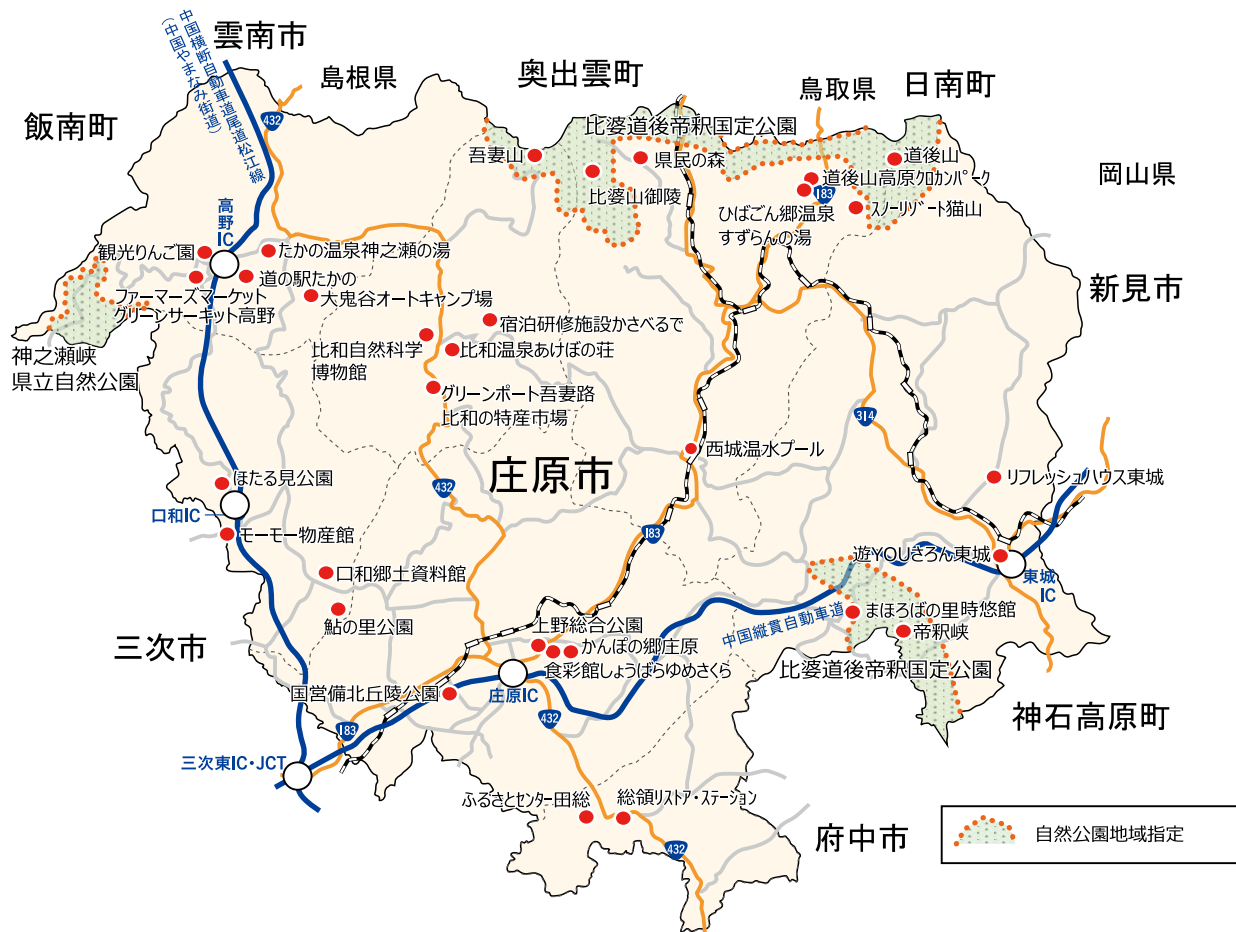 雲南市
奥出雲町
日南町
島根県
鳥取県
飯南町
岡山県
中国横断自動車道尾道松江線
(中国やまなみ街道)
432
比婆道後帝釈国定公園
吾妻山
県民の森
道後山
比婆山御陵
道後山高原クロカンパーク
183
ひばごん郷温泉
すずらんの湯
スノーリゾート猫山
高野
IC
観光りんご園
たかの温泉神之瀬の湯
道の駅たかの
ファーマーズマーケット
グリーンサーキット高野
大鬼谷オートキャンプ場
新見市
宿泊研修施設かさべるで
比和自然科学
博物館
比和温泉あけぼの荘
神之瀬峡
県立自然公園
グリーンポート吾妻路
比和の特産市場
314
西城温水プール
庄原市
432
ほたる見公園
リフレッシュハウス東城
口和IC
モーモー物産館
183
遊YOUさろん東城
東城
IC
口和郷土資料館
鮎の里公園
まほろばの里時悠館
中国縦貫自動車道
帝釈峡
三次市
上野総合公園
かんぽの郷庄原
食彩館しょうばらゆめさくら
比婆道後帝釈国定公園
国営備北丘陵公園
庄原IC
神石高原町
432
183
三次東IC・JCT
ふるさとセンター田総
総領リストア・ステーション
府中市
自然公園地域指定
432